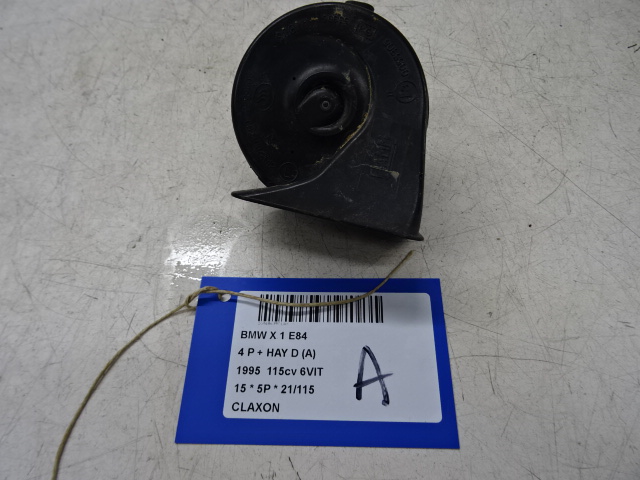 BMW X 1 E84
4 P + HAY D (A)
1995 115cv 6VIT
15 * 5P * 21/115
CLAXON
A